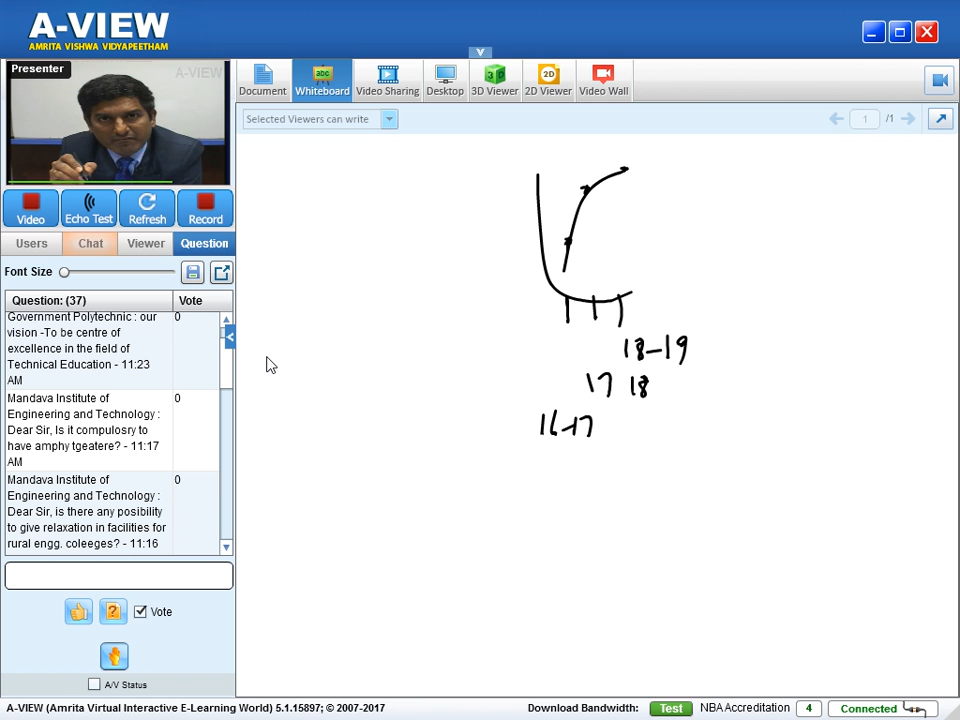 A-VIEW
AMRITA VISHWA VIDYAPEETHAM
Presenter
A-VIEW
Document
Whiteboard
Video Sharing
Desktop
3D Viewer
2D Viewer
Video Wall
abc
3D
2D
Selected Viewers can write
1
/1
Video
Echo Test
Refresh
Record
Users
Chat
Viewer
Question
Font Size
Question: (37)
Vote
Government Polytechnic : our
0
vision -To be centre of
excellence in the field of
Technical Education - 11:23
AM
Mandava Institute of
0
Engineering and Technology :
Dear Sir, Is it compulosry to
have amphy tgeatere? - 11:17
AM
Mandava Institute of
0
Engineering and Technology :
Dear Sir, is there any posibility
to give relaxation in facilities for
rural engg. coleeges? - 11:16
18-19
17 18
16-17
Vote
A/V Status
A-VIEW (Amrita Virtual Interactive E-Learning World) 5.1.15897; © 2007-2017
Download Bandwidth:
Test
NBA Accreditation
4
Connected